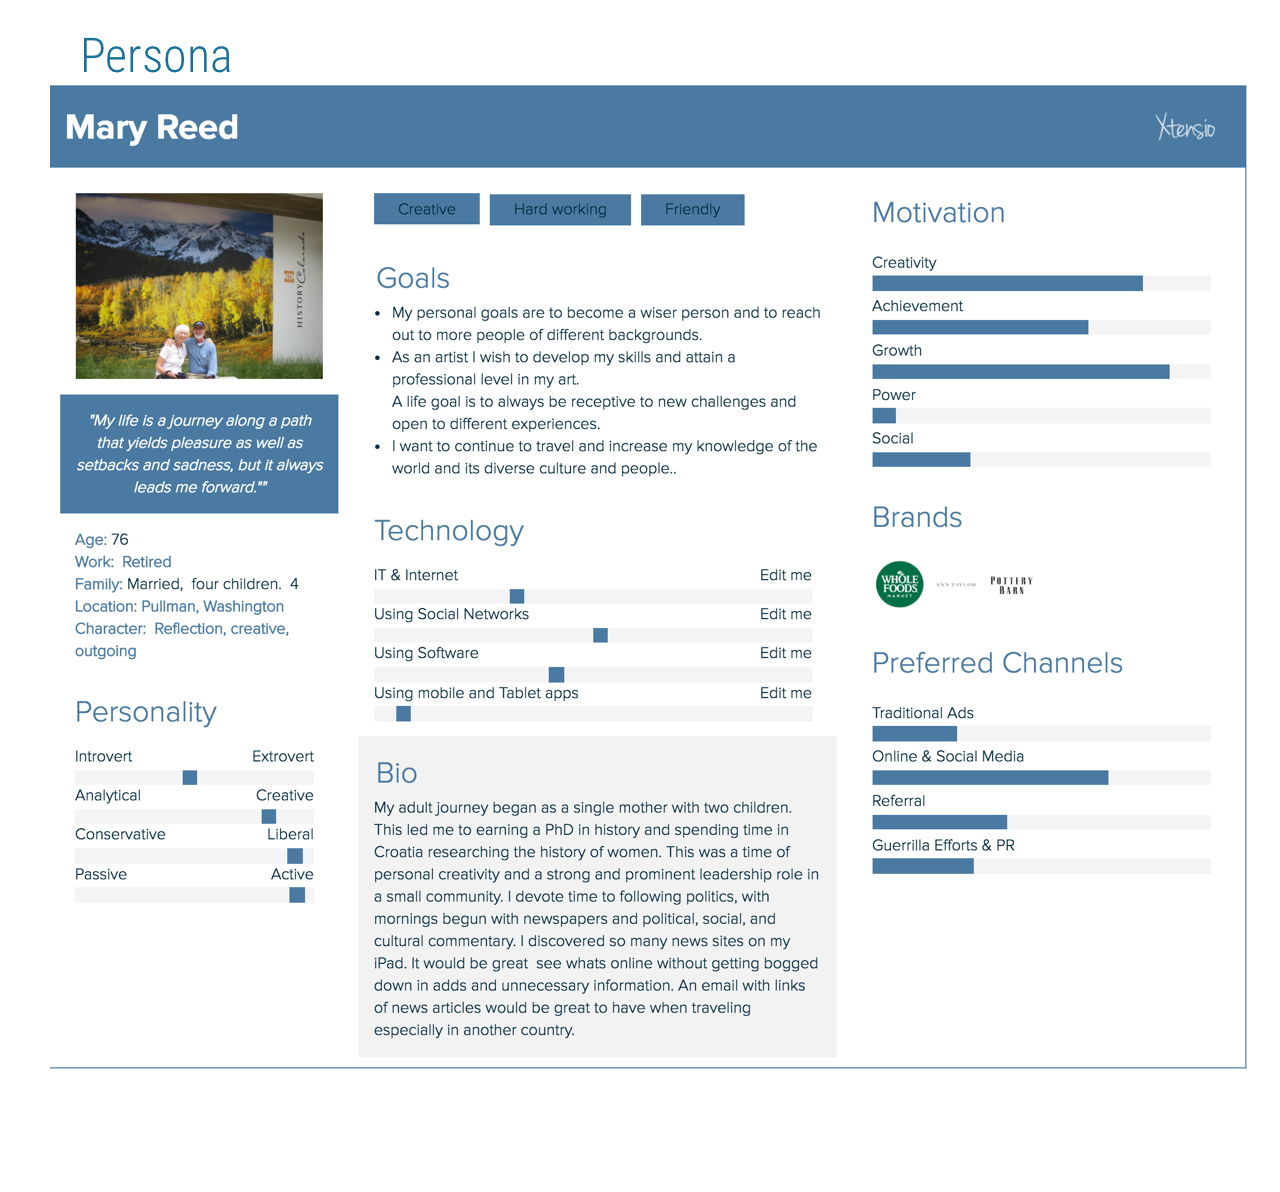 Persona
Mary Reed
Xtensio
HISTORY Colorado
"My life is a journey along a path
that yields pleasure as well as
setbacks and sadness, but it always
leads me forward.""
Age: 76
Work:  Retired
Family: Married,  four children.  4
Location: Pullman, Washington
Character:  Reflection, creative,
outgoing
Personality
Introvert Extrovert
Analytical Creative
Conservative Liberal
Passive Active
Creative Hard working Friendly
Goals
• My personal goals are to become a wiser person and to reach
out to more people of different backgrounds.
• As an artist I wish to develop my skills and attain a
professional level in my art.
A life goal is to always be receptive to new challenges and
open to different experiences.
• I want to continue to travel and increase my knowledge of the
world and its diverse culture and people..
Technology
IT & Internet Edit me
Using Social Networks Edit me
Using Software Edit me
Using mobile and Tablet apps Edit me
Bio
My adult journey began as a single mother with two children.
This led me to earning a PhD in history and spending time in
Croatia researching the history of women. This was a time of
personal creativity and a strong and prominent leadership role in
a small community. I devote time to following politics, with
mornings begun with newspapers and political, social, and
cultural commentary. I discovered so many news sites on my
iPad. It would be great  see whats online without getting bogged
down in adds and unnecessary information. An email with links
of news articles would be great to have when traveling
especially in another country.
Motivation
Creativity
Achievement
Growth
Power
Social
Brands
WHOLE
FOODS
MARKET
ANN TAYLOR
POTTERY
BARN
Preferred Channels
Traditional Ads
Online & Social Media
Referral
Guerrilla Efforts & PR